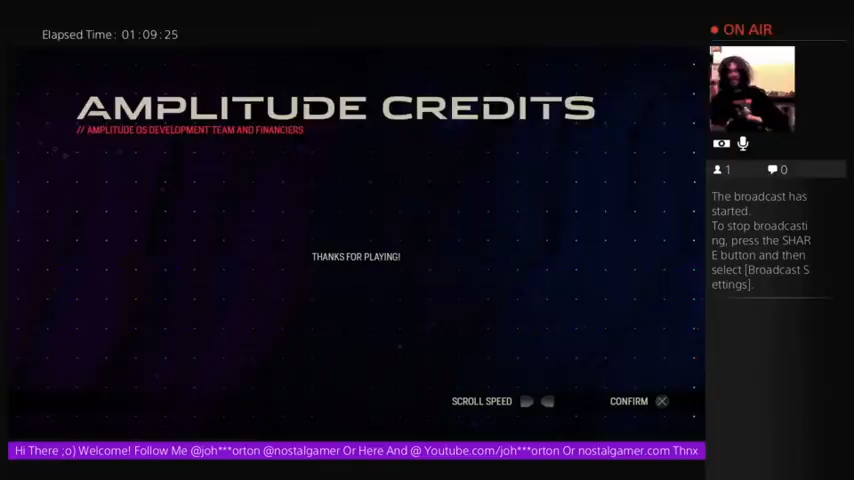 Elapsed Time: 01:09:25
ON AIR
AMPLITUDE CREDITS
// AMPLITUDE OS DEVELOPMENT TEAM AND FINANCIERS
1 0
The broadcast has
started.
To stop broadcasti
ng, press the SHAR
E button and then
select [Broadcast S
ettings].
THANKS FOR PLAYING!
SCROLL SPEED
CONFIRM
Hi There ;o) Welcome! Follow Me @joh***orton @nostalgamer Or Here And @ Youtube.com/joh***orton Or nostalgamer.com Thnx